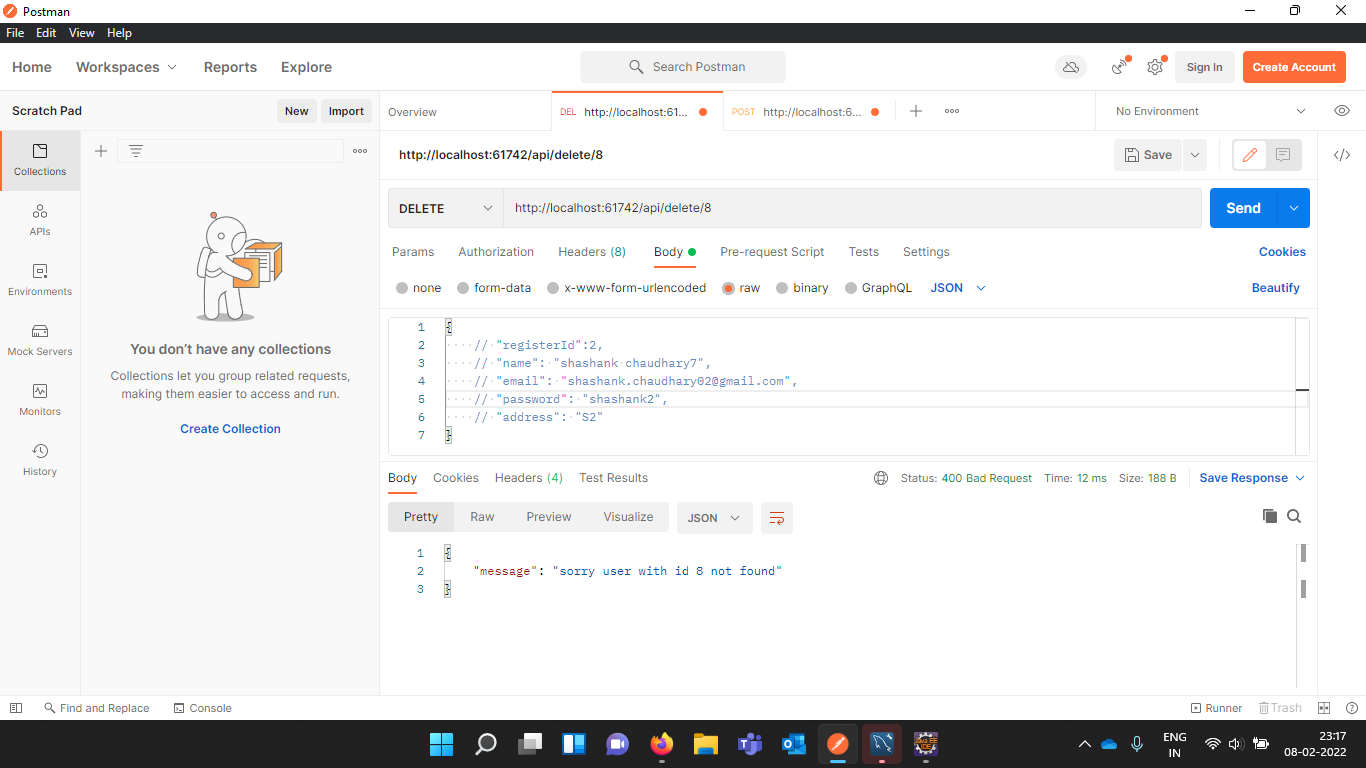 Postman
File Edit View Help
Home Workspaces Reports Explore Search Postman Sign In Create Account
Scratch Pad New Import Overview DEL http://localhost:61... POST http://localhost:6... No Environment
http://localhost:61742/api/delete/8 Save
Collections
APIs
Environments
Mock Servers
Monitors
History
You don't have any collections
Collections let you group related requests,
making them easier to access and run.
Create Collection
DELETE http://localhost:61742/api/delete/8 Send
Params Authorization Headers (8) Body Pre-request Script Tests Settings Cookies
none form-data x-www-form-urlencoded raw binary GraphQL JSON Beautify
1 {
2 // "registerId":2,
3 // "name": "shashank chaudhary7",
4 // "email": "shashank.chaudhary02@gmail.com",
5 // "password": "shashank2",
6 // "address": "S2"
7 }
Body Cookies Headers (4) Test Results Status: 400 Bad Request Time: 12 ms Size: 188 B Save Response
Pretty Raw Preview Visualize JSON
1 {
2 "message": "sorry user with id 8 not found"
3 }
Find and Replace Console Runner Trash
ENG
IN
23:17
08-02-2022